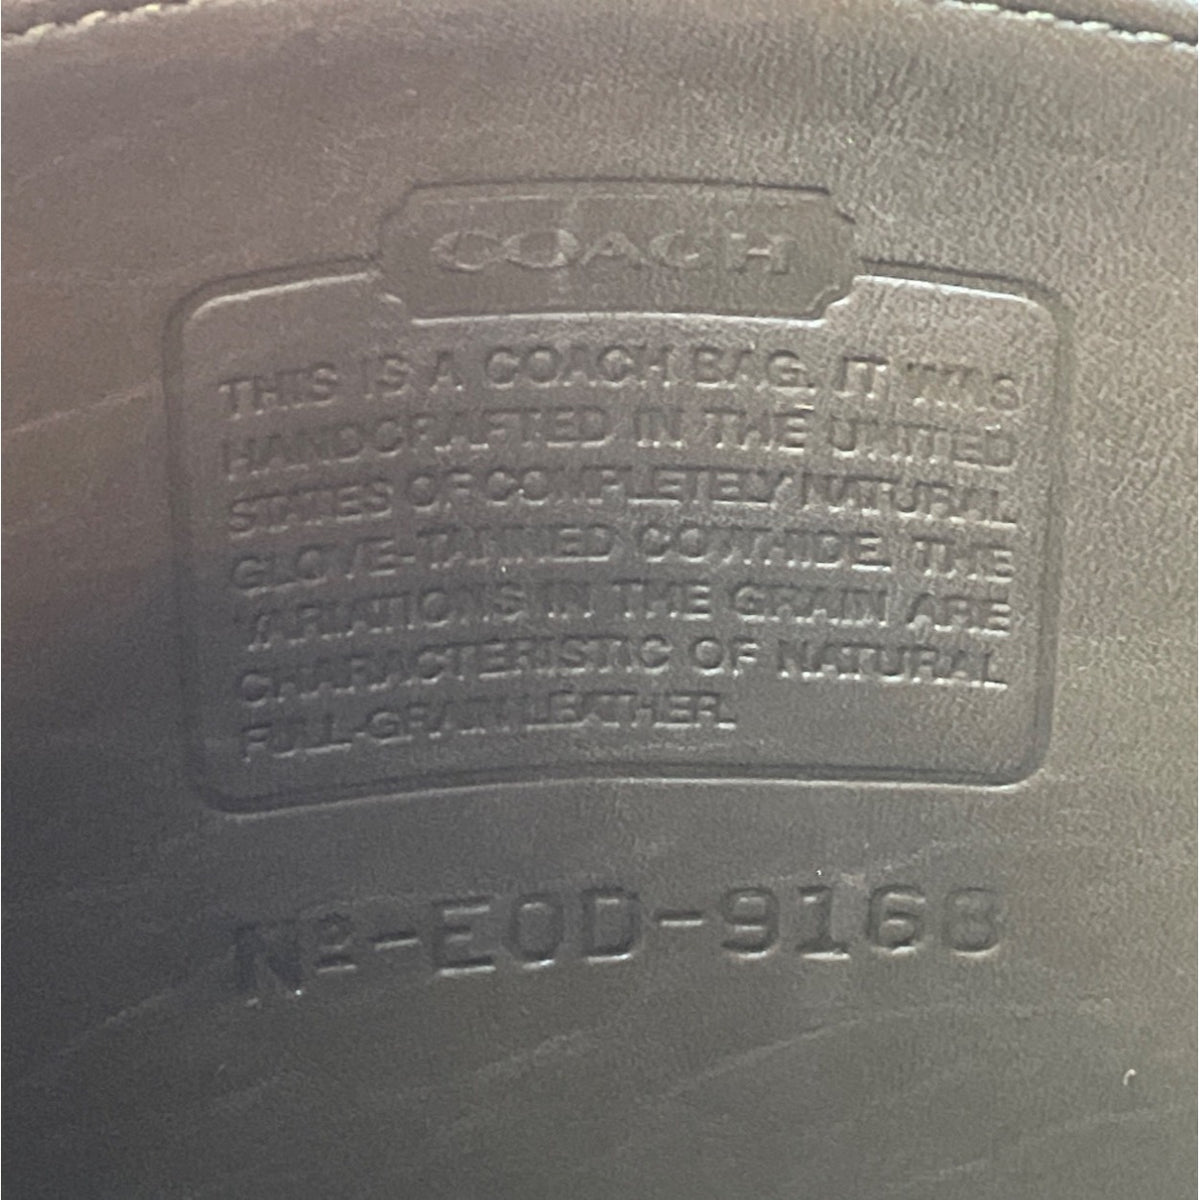 COACH
THIS IS A COACH BAG. IT WAS
HANDCRAFTED IN THE UNITED
STATES OF COMPLETELY NATURAL
GLOVE-TANNED COWHIDE. THE
VARIATIONS IN THE GRAIN ARE
CHARACTERISTIC OF NATURAL
FULL-GRAIN LEATHER.
Nº-EOD-9168